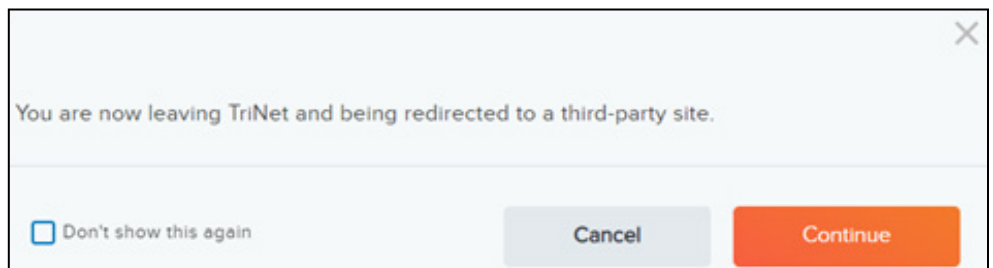 You are now leaving TriNet and being redirected to a third-party site.
Don't show this again
Cancel
Continue